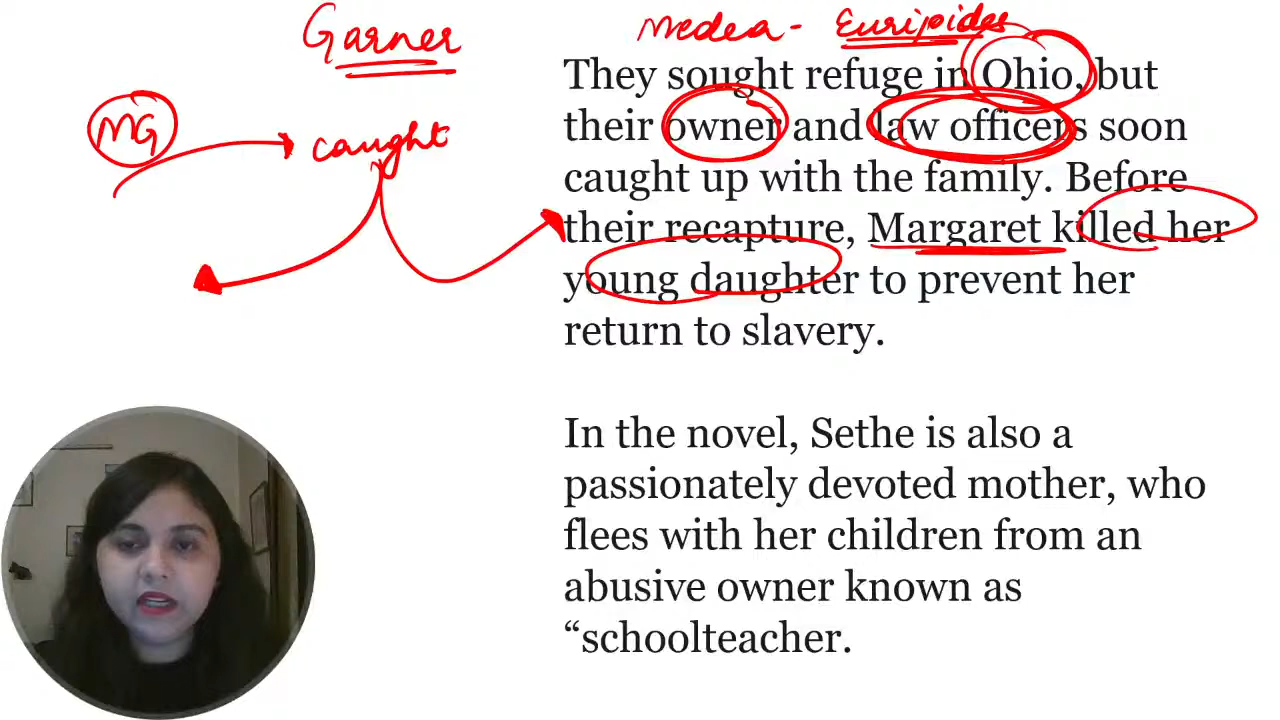 Garner
Medea - Euripides
MG
caught
They sought refuge in Ohio, but
their owner and law officers soon
caught up with the family. Before
their recapture, Margaret killed her
young daughter to prevent her
return to slavery.
In the novel, Sethe is also a
passionately devoted mother, who
flees with her children from an
abusive owner known as
“schoolteacher.